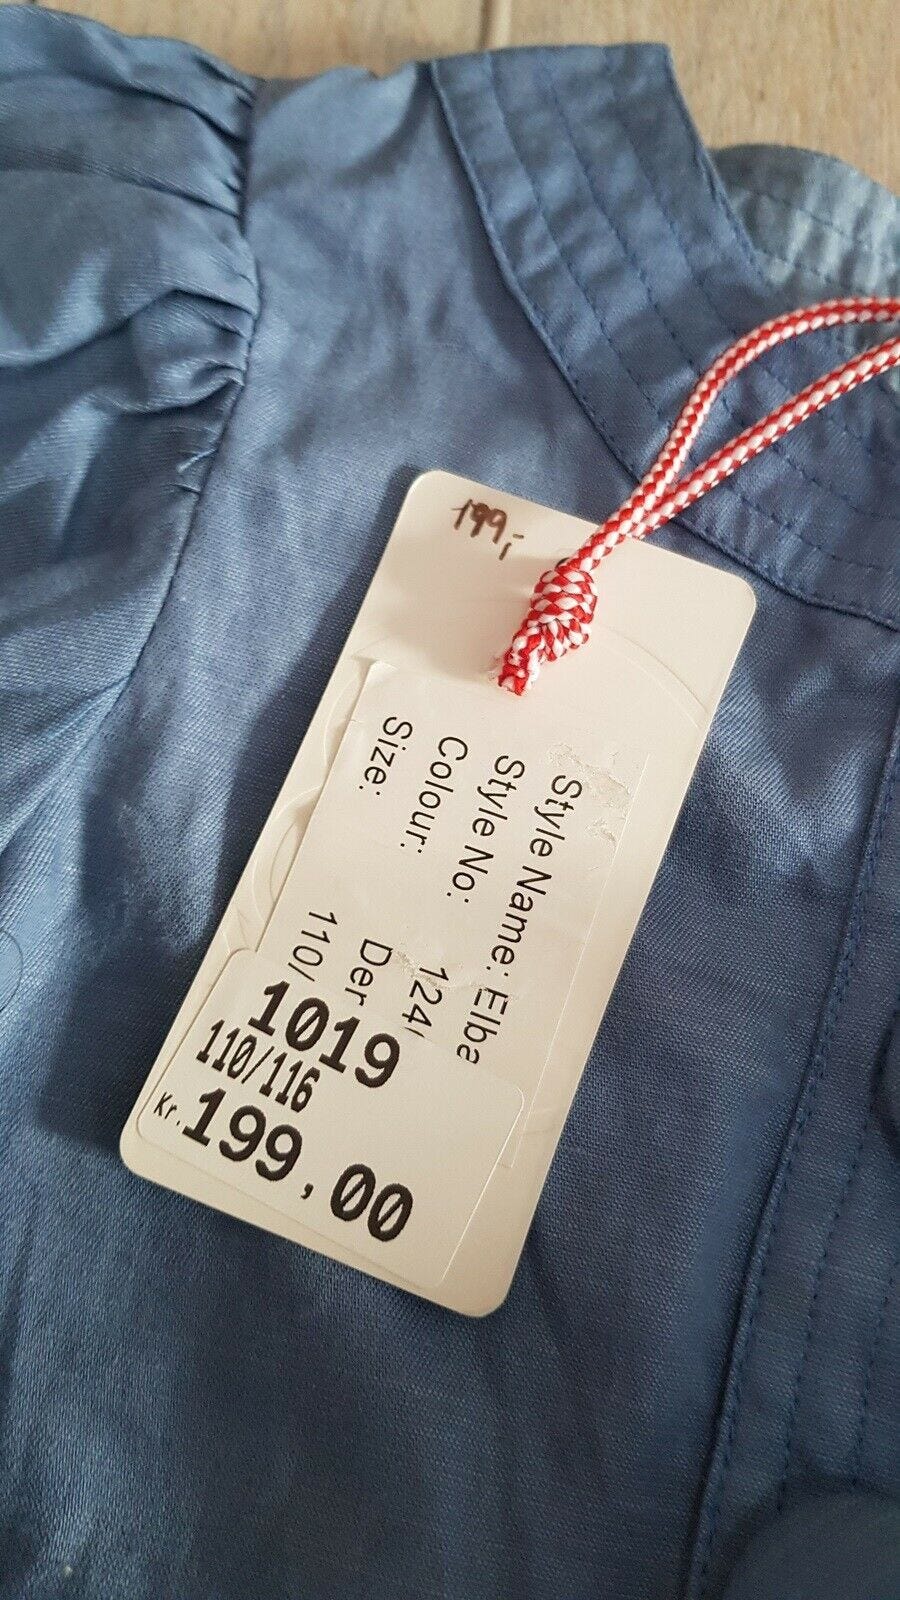 199,-
Style Name: Elba
Style No: 124
Colour: Der
Size: 110/
1019
110/116
Kr. 199,00